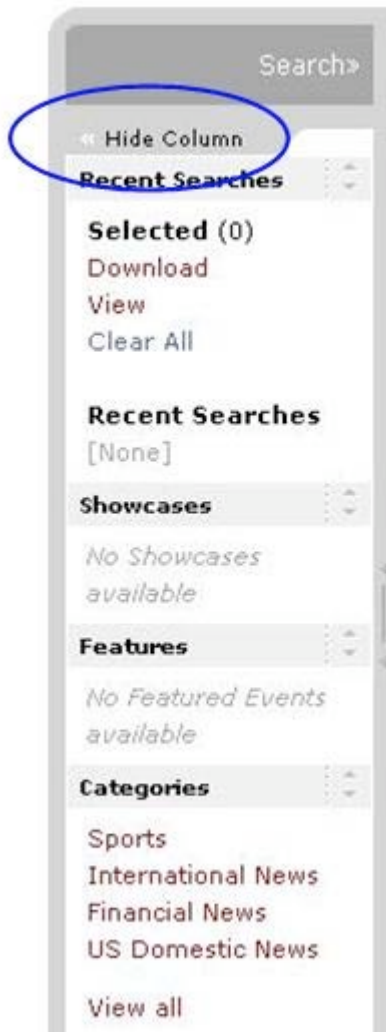 Search»
« Hide Column
Recent Searches
Selected (0)
Download
View
Clear All
Recent Searches
[None]
Showcases
No Showcases
available
Features
No Featured Events
available
Categories
Sports
International News
Financial News
US Domestic News
View all